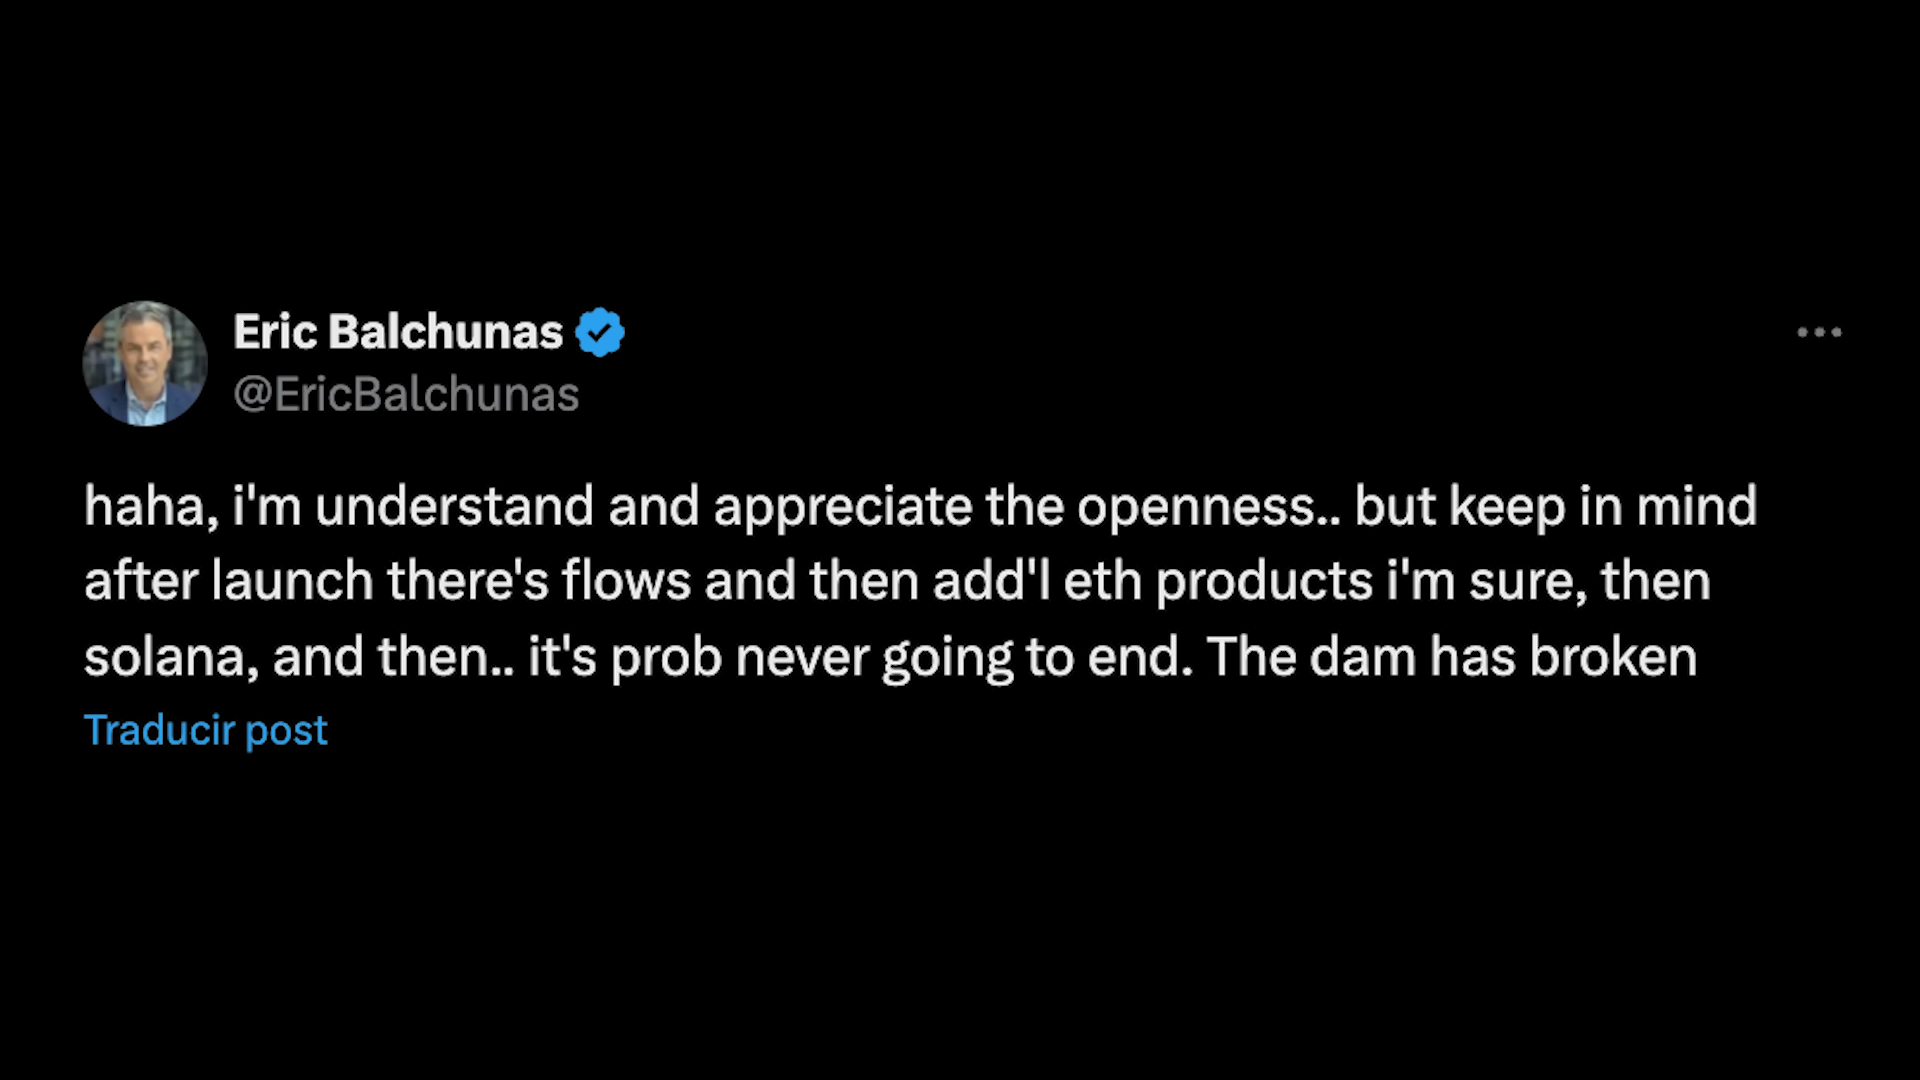 Eric Balchunas
@EricBalchunas
haha, i'm understand and appreciate the openness.. but keep in mind
after launch there's flows and then add'l eth products i'm sure, then
solana, and then.. it's prob never going to end. The dam has broken
Traducir post